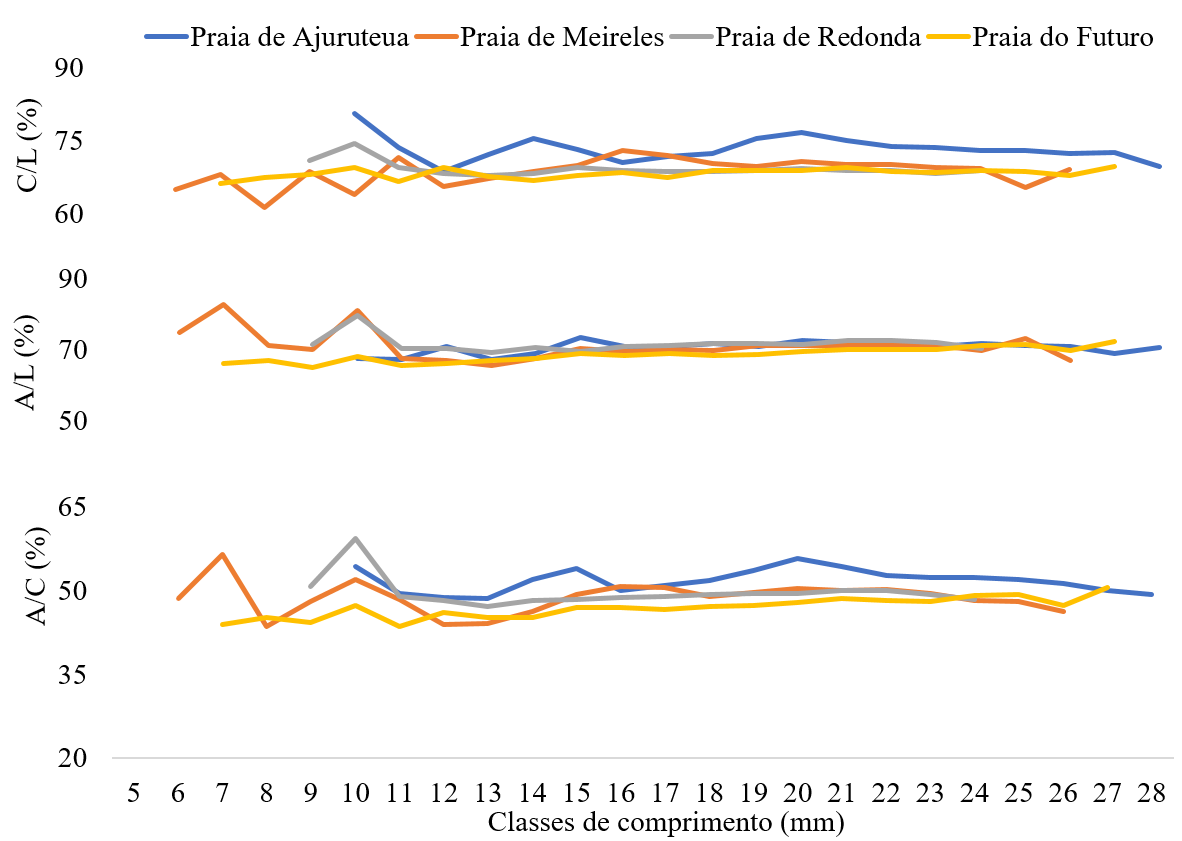 Praia de Ajuruteua Praia de Meireles Praia de Redonda Praia do Futuro
90
75
60
C/L (%)
90
70
50
A/L (%)
65
50
35
20
A/C (%)
5 6 7 8 9 10 11 12 13 14 15 16 17 18 19 20 21 22 23 24 25 26 27 28
Classes de comprimento (mm)